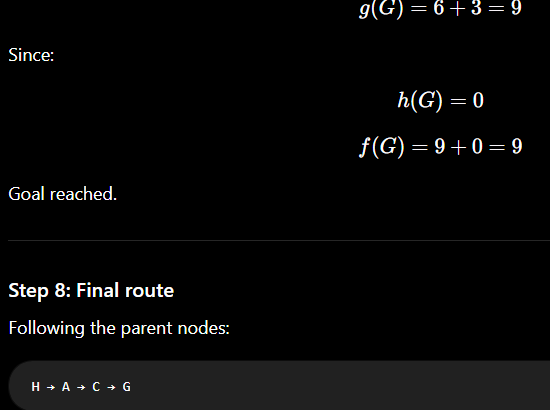 g(G) = 6 + 3 = 9
Since:
h(G) = 0
f(G) = 9 + 0 = 9
Goal reached.
Step 8: Final route
Following the parent nodes:
H → A → C → G